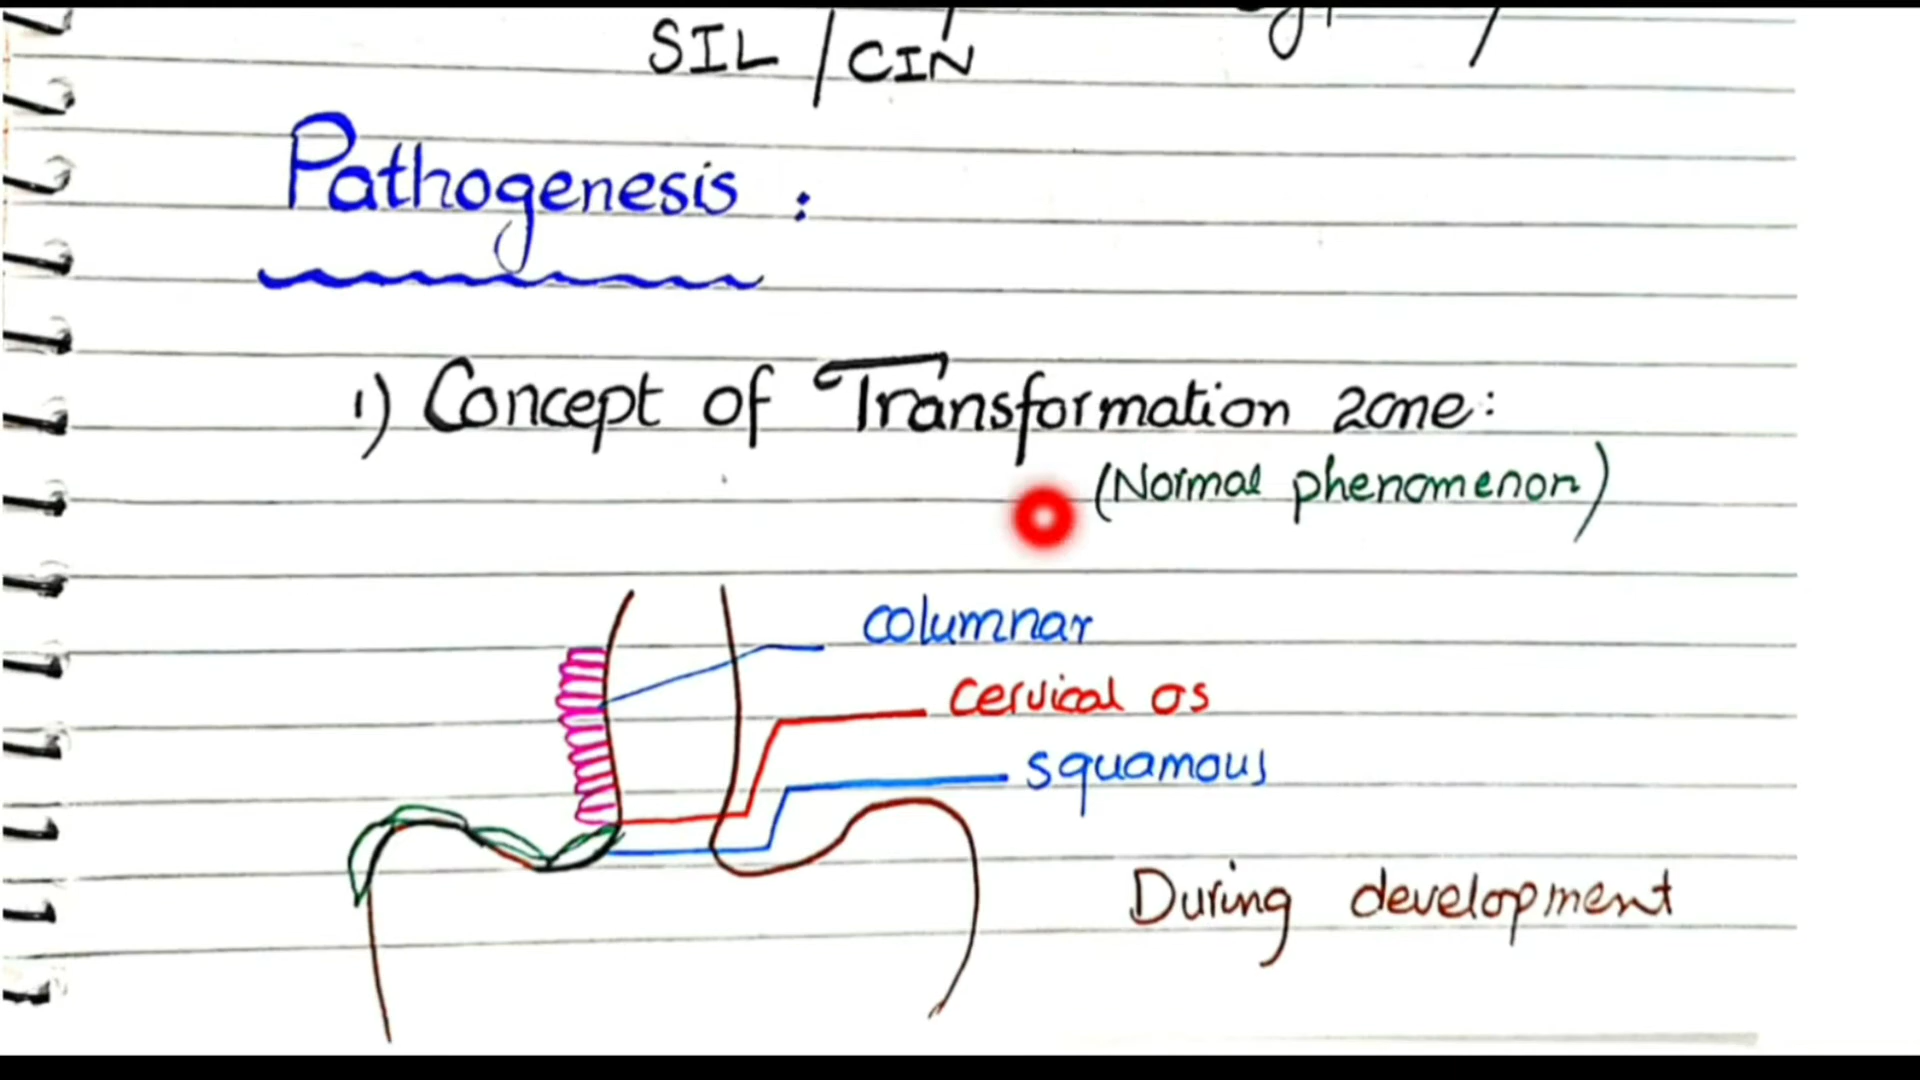 SIL / CIN
Pathogenesis :
1) Concept of Transformation zone:
(Normal phenomenon)
columnar
cervical os
squamous
During development